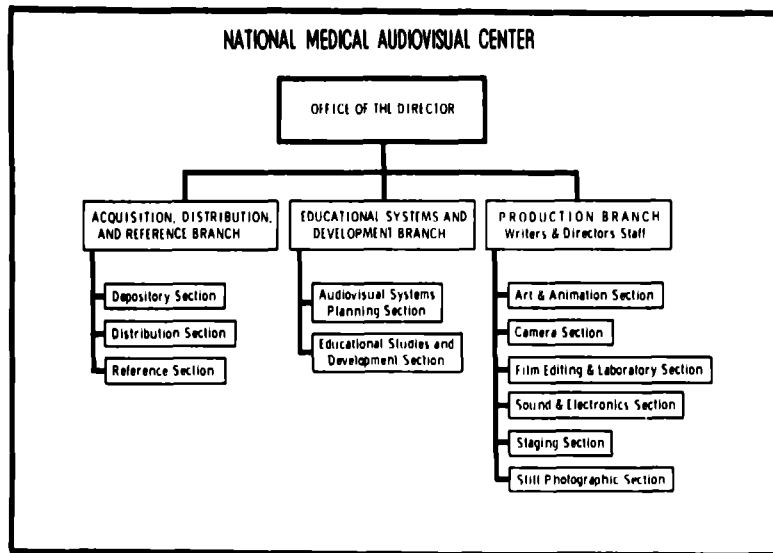 NATIONAL MEDICAL AUDIOVISUAL CENTER
OFFICE OF THE DIRECTOR
ACQUISITION, DISTRIBUTION,
AND REFERENCE BRANCH
Depository Section
Distribution Section
Reference Section
EDUCATIONAL SYSTEMS AND
DEVELOPMENT BRANCH
Audiovisual Systems
Planning Section
Educational Studies and
Development Section
PRODUCTION BRANCH
Writers & Directors Staff
Art & Animation Section
Camera Section
Film Editing & Laboratory Section
Sound & Electronics Section
Staging Section
Still Photographic Section